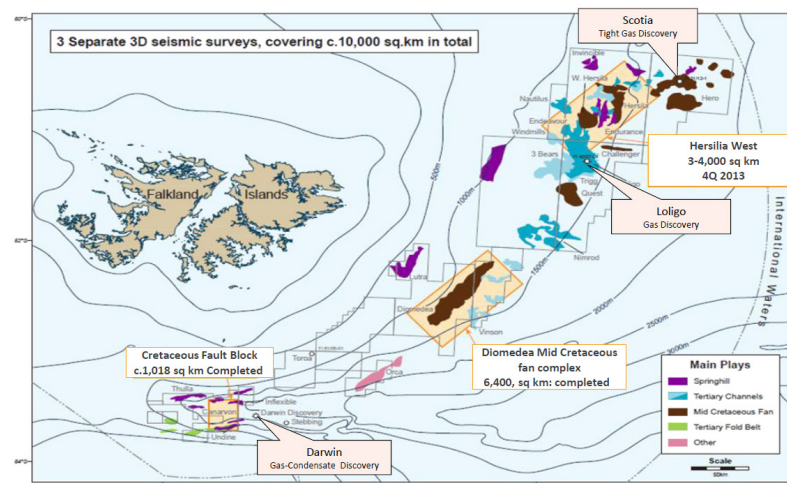 60°S
3 Separate 3D seismic surveys, covering c.10,000 sq.km in total
Scotia
Tight Gas Discovery
Invincible
W. Hersilia
Nautilus
Hersilia
Hero
Endeavour
Windmills
Endurance
3 Bears
Challenger
Hersilia West
3-4,000 sq km
4Q 2013
Trigg
Quest
Loligo
Gas Discovery
Falkland Islands
500m
1000m
1500m
2000m
2500m
3000m
International Waters
Nimrod
Lutra
Diomedea
Vinson
Toroa
Orca
Cretaceous Fault Block
c.1,018 sq km Completed
Diomedea Mid Cretaceous
fan complex
6,400, sq km: completed
Thulla
Inflexible
Darwin Discovery
Stebbing
Undine
Darwin
Gas-Condensate Discovery
Main Plays
Springhill
Tertiary Channels
Mid Cretaceous Fan
Tertiary Fold Belt
Other
Scale
50km